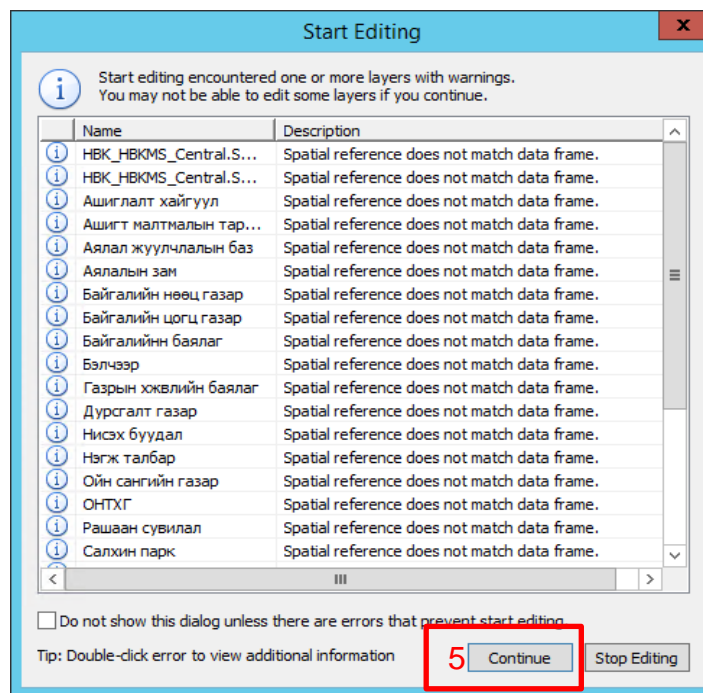 Start Editing
x
Start editing encountered one or more layers with warnings.
You may not be able to edit some layers if you continue.
Name Description
HBK_HBKMS_Central.S... Spatial reference does not match data frame.
HBK_HBKMS_Central.S... Spatial reference does not match data frame.
Ашиглалт хайгуул Spatial reference does not match data frame.
Ашигт малтмалын тар... Spatial reference does not match data frame.
Аялал жуулчлалын баз Spatial reference does not match data frame.
Аялалын зам Spatial reference does not match data frame.
Байгалийн нөөц газар Spatial reference does not match data frame.
Байгалийн цогц газар Spatial reference does not match data frame.
Байгалийнн баялаг Spatial reference does not match data frame.
Бэлчээр Spatial reference does not match data frame.
Газрын хжвлийн баялаг Spatial reference does not match data frame.
Дурсгалт газар Spatial reference does not match data frame.
Нисэх буудал Spatial reference does not match data frame.
Нэгж талбар Spatial reference does not match data frame.
Ойн сангийн газар Spatial reference does not match data frame.
ОНТХГ Spatial reference does not match data frame.
Рашаан сувилал Spatial reference does not match data frame.
Салхин парк Spatial reference does not match data frame.
Do not show this dialog unless there are errors that prevent start editing
Tip: Double-click error to view additional information 5 Continue Stop Editing